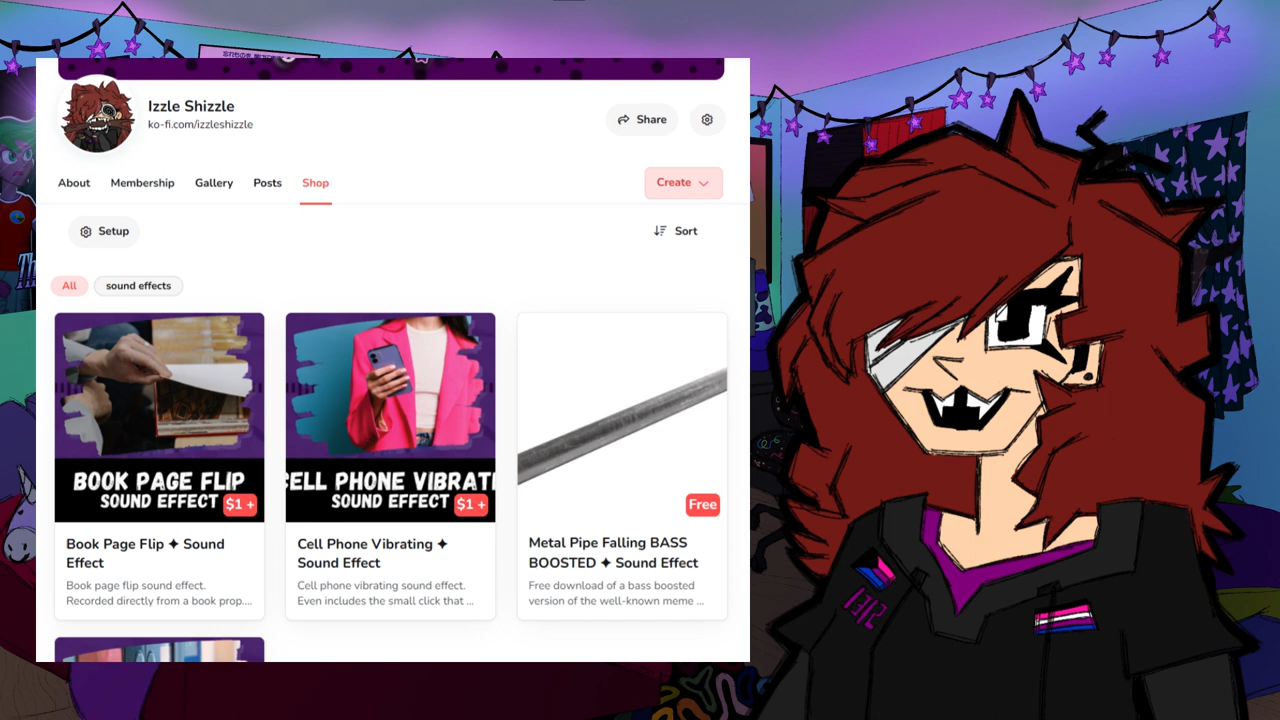 Izzle Shizzle
ko-fi.com/izzleshizzle
Share
About Membership Gallery Posts Shop
Create
Setup
Sort
All sound effects
BOOK PAGE FLIP
SOUND EFFECT $1 +
CELL PHONE VIBRATI
SOUND EFFECT $1 +
Free
Book Page Flip ✦ Sound
Effect
Book page flip sound effect.
Recorded directly from a book prop....
Cell Phone Vibrating ✦
Sound Effect
Cell phone vibrating sound effect.
Even includes the small click that ...
Metal Pipe Falling BASS
BOOSTED ✦ Sound Effect
Free download of a bass boosted
version of the well-known meme ...
1312